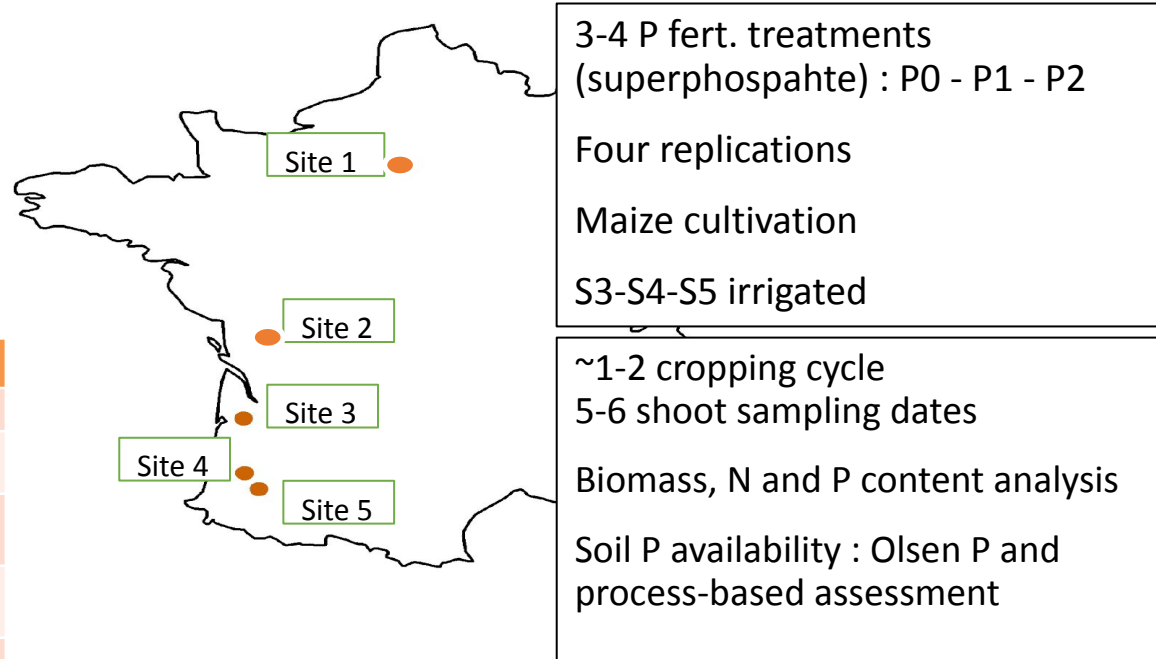 Site 1
Site 2
Site 3
Site 4
Site 5
3-4 P fert. treatments
(superphospahte) : P0 - P1 - P2
Four replications
Maize cultivation
S3-S4-S5 irrigated
~1-2 cropping cycle
5-6 shoot sampling dates
Biomass, N and P content analysis
Soil P availability : Olsen P and
process-based assessment